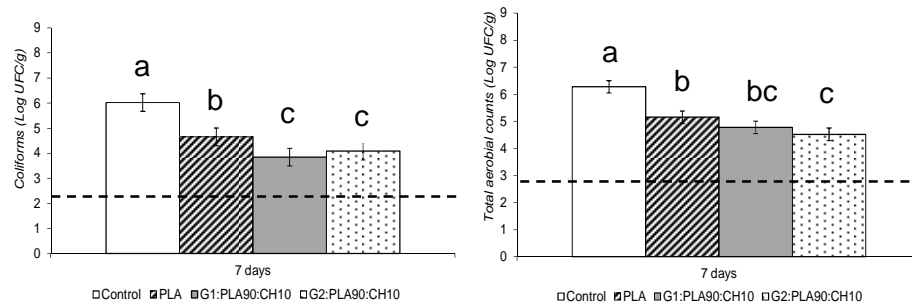 9
8
7
6
5
4
3
2
1
0
Coliforms (Log UFC/g)
a
b
c
c
7 days
Control PLA G1:PLA90:CH10 G2:PLA90:CH10
9
8
7
6
5
4
3
2
1
0
Total aerobial counts (Log UFC/g)
a
b
bc
c
7 days
Control PLA G1:PLA90:CH10 G2:PLA90:CH10